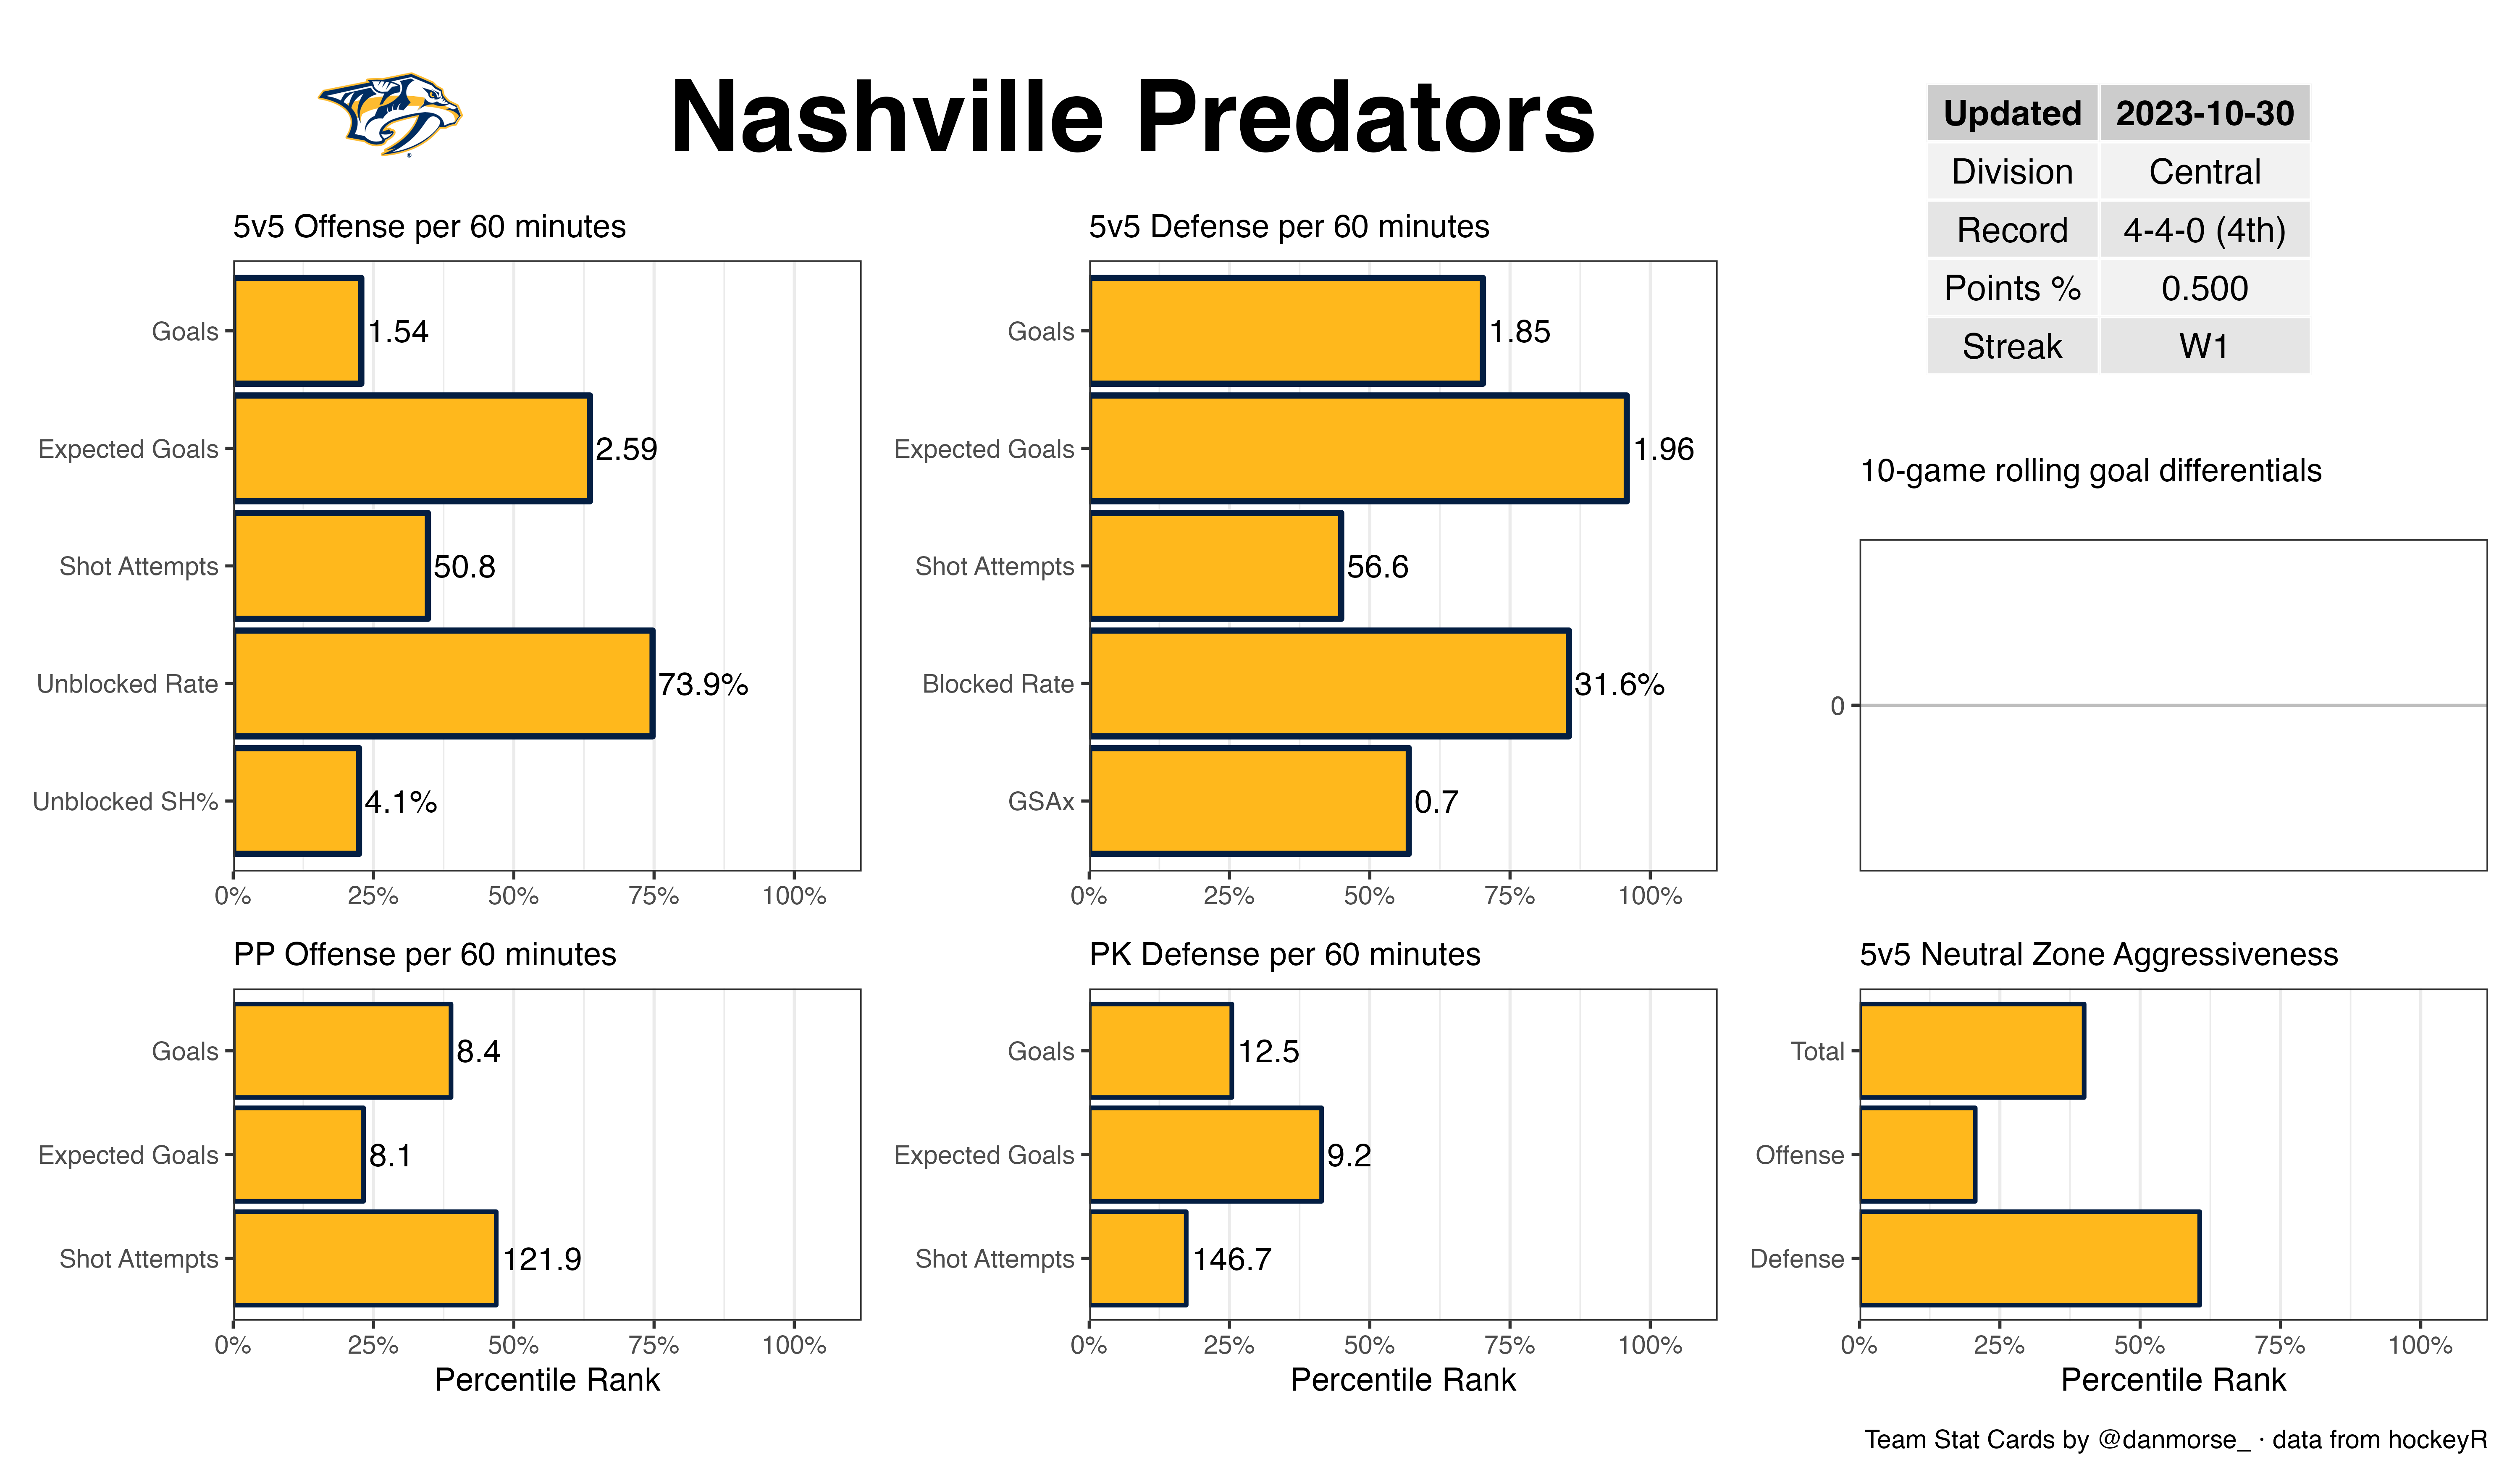 Nashville Predators
Updated 2023-10-30
Division Central
Record 4-4-0 (4th)
Points % 0.500
Streak W1
5v5 Offense per 60 minutes
Goals 1.54
Expected Goals 2.59
Shot Attempts 50.8
Unblocked Rate 73.9%
Unblocked SH% 4.1%
0% 25% 50% 75% 100%
5v5 Defense per 60 minutes
Goals 1.85
Expected Goals 1.96
Shot Attempts 56.6
Blocked Rate 31.6%
GSAx 0.7
0% 25% 50% 75% 100%
10-game rolling goal differentials
0
PP Offense per 60 minutes
Goals 8.4
Expected Goals 8.1
Shot Attempts 121.9
0% 25% 50% 75% 100%
Percentile Rank
PK Defense per 60 minutes
Goals 12.5
Expected Goals 9.2
Shot Attempts 146.7
0% 25% 50% 75% 100%
Percentile Rank
5v5 Neutral Zone Aggressiveness
Total
Offense
Defense
0% 25% 50% 75% 100%
Percentile Rank
Team Stat Cards by @danmorse_ · data from hockeyR